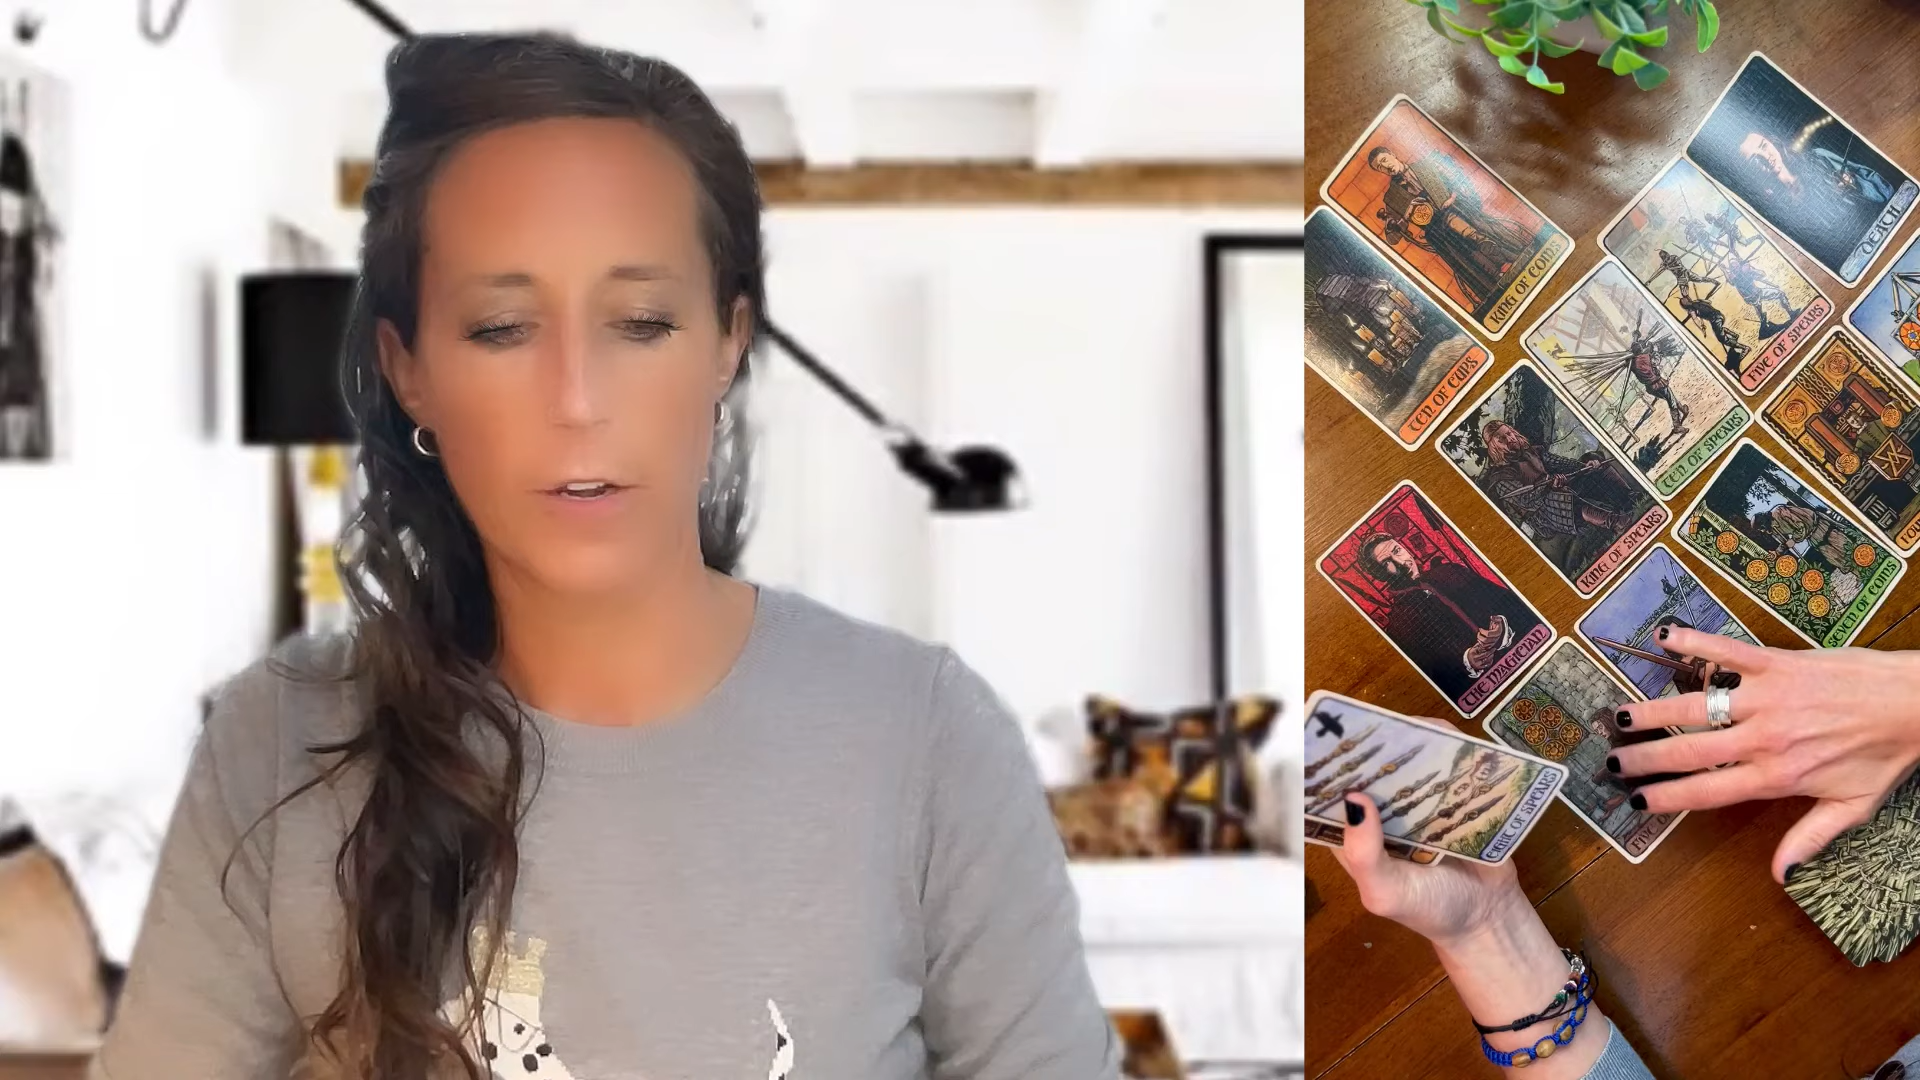 KING OF COINS
DEATH
TEN OF CUPS
FIVE OF SPEARS
TEN OF SPEARS
KING OF SPEARS
SEVEN OF COINS
THE MAGICIAN
EIGHT OF SPEARS